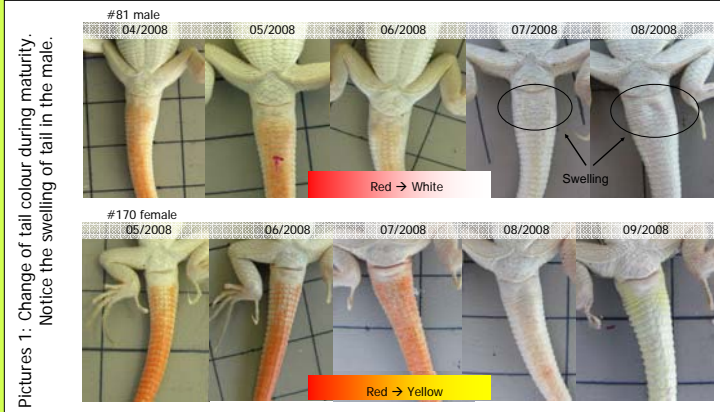 Pictures 1: Change of tail colour during maturity.
Notice the swelling of tail in the male.
#81 male
04/2008 05/2008 06/2008 07/2008 08/2008
Swelling
Red → White
#170 female
05/2008 06/2008 07/2008 08/2008 09/2008
Red → Yellow